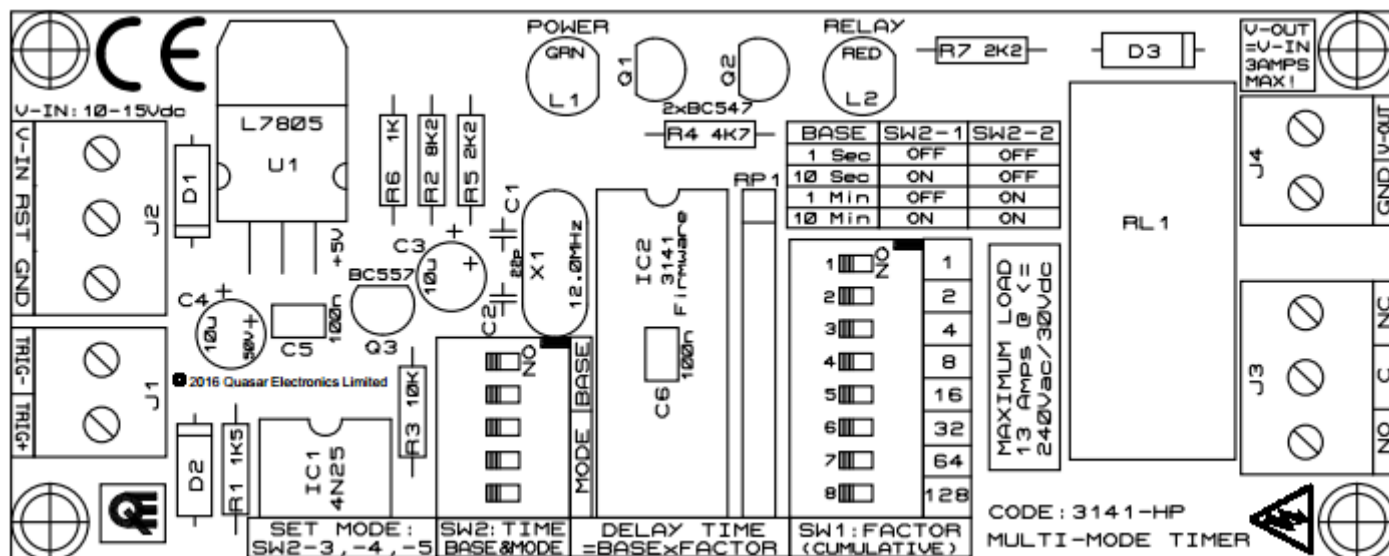 POWER
GRN
L1
Q1
Q2
2xBC547
RELAY
RED
L2
R7 2K2
D3
V-OUT
=V-IN
3AMPS
MAX!
CE
V-IN: 10-15Vdc
V-IN RST GND
J2
D1
L7805
U1
+5V
R6 1K
R2 8K2
R5 2K2
R4 4K7
BASE SW2-1 SW2-2
1 Sec OFF OFF
10 Sec ON OFF
1 Min OFF ON
10 Min ON ON
J4
GND V-OUT
RL1
C1
22p
C2
X1
12.0MHz
C3
+
10u
+
BC557
Q3
C4
+
10u
50V+
C5
100n
IC2
3141
Firmware
C6
100n
RP1
ON
1 1
2 2
3 4
4 8
5 16
6 32
7 64
8 128
MAXIMUM LOAD
13 Amps @ <=
240Vac/30Vdc
J3
NO C NC
TRIG-
TRIG+
J1
© 2016 Quasar Electronics Limited
D2
R1 1K5
IC1
4N25
R3 10K
ON
MODE BASE
SET MODE:
SW2-3,-4,-5
SW2:TIME
BASE&MODE
DELAY TIME
=BASExFACTOR
SW1:FACTOR
(CUMULATIVE)
CODE:3141-HP
MULTI-MODE TIMER